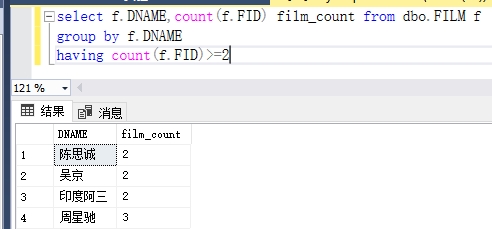 select f.DNAME,count(f.FID) film_count from dbo.FILM f
group by f.DNAME
having count(f.FID)>=2
121 %
结果 消息
DNAME film_count
1 陈思诚 2
2 吴京 2
3 印度阿三 2
4 周星驰 3